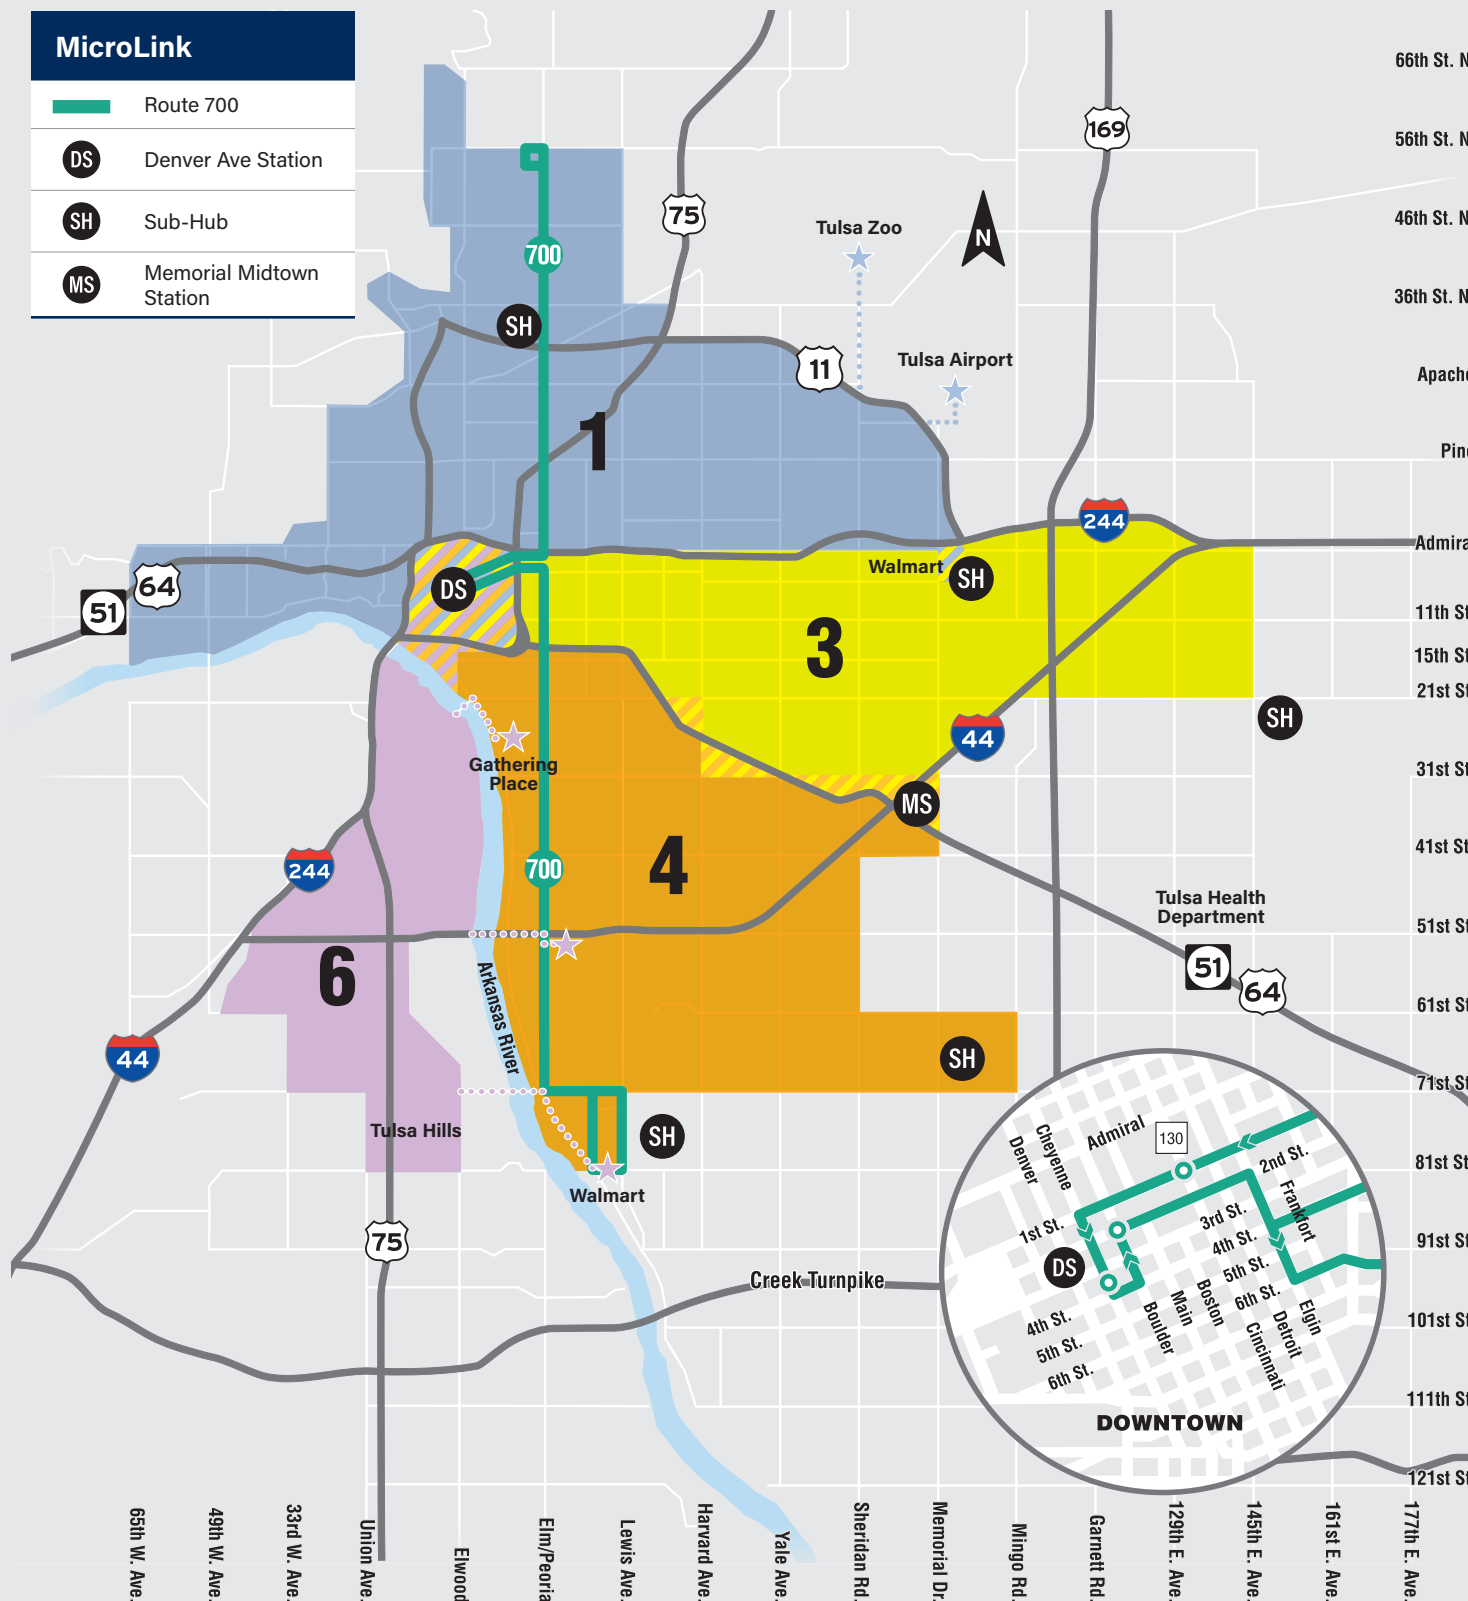 MicroLink
Route 700
DS
Denver Ave Station
SH
Sub-Hub
MS
Memorial Midtown
Station
66th St. N
169
56th St. N
75
46th St. N
Tulsa Zoo
N
700
36th St. N
SH
11
Tulsa Airport
Apache
1
Pine
244
Admira
64
51
DS
Walmart
SH
11th St
3
15th St
21st St
SH
44
31st St
Gathering
Place
MS
41st St
4
700
244
Tulsa Health
Department
51st St
6
51
64
Arkansas River
61st St
44
SH
71st St
Tulsa Hills
SH
81st St
Walmart
75
91st St
Creek Turnpike
101st St
111th St
121st St
Denver
Cheyenne
Admiral
130
2nd St.
Frankfort
1st St.
3rd St.
4th St.
5th St.
6th St.
DS
4th St.
5th St.
6th St.
Boulder
Main
Boston
Cincinnati
Detroit
Elgin
DOWNTOWN
65th W. Ave.
49th W. Ave.
33rd W. Ave.
Union Ave.
Elwood
Elm/Peoria
Lewis Ave.
Harvard Ave.
Yale Ave.
Sheridan Rd.
Memorial Dr.
Mingo Rd.
Garnett Rd.
129th E. Ave.
145th E. Ave.
161st E. Ave.
177th E. Ave.